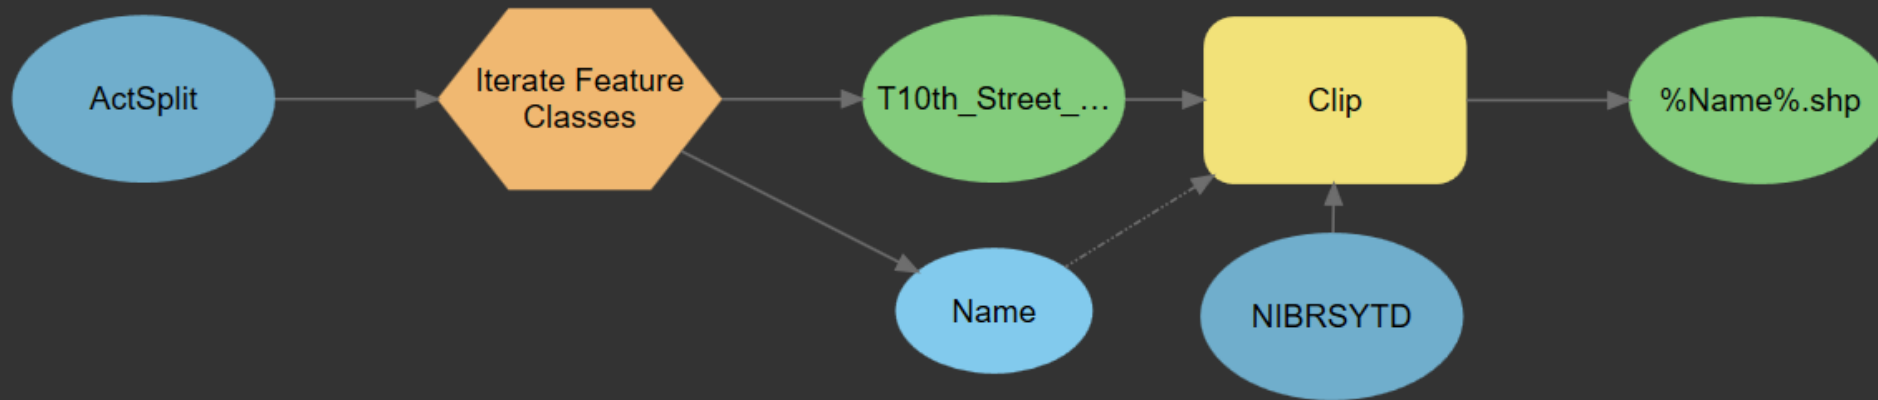 ActSplit
Iterate Feature
Classes
T10th_Street_...
Clip
%Name%.shp
Name
NIBRSYTD